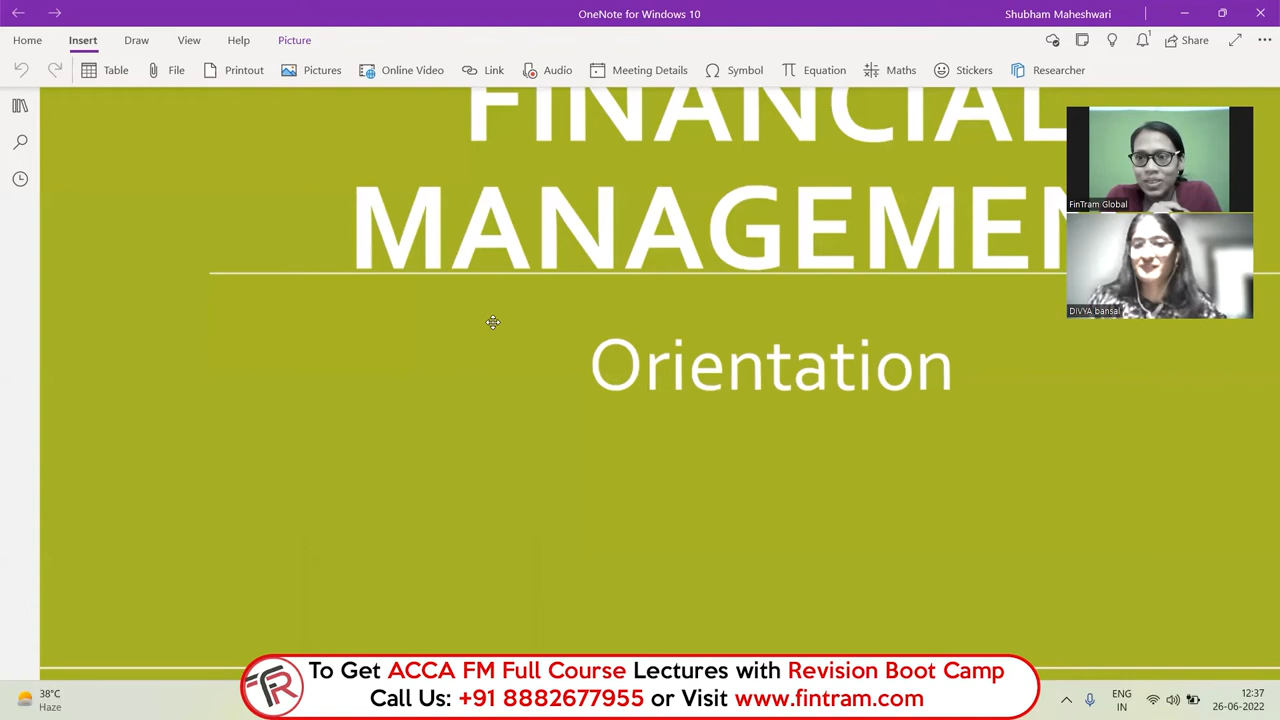 OneNote for Windows 10
Shubham Maheshwari
Home Insert Draw View Help Picture
1
Share
Table File Printout Pictures Online Video Link Audio Meeting Details Symbol Equation Maths Stickers Researcher
FINANCIAL
MANAGEMEN
Orientation
FinTram Global
DIVYA bansal
To Get ACCA FM Full Course Lectures with Revision Boot Camp
Call Us: +91 8882677955 or Visit www.fintram.com
38°C
Haze
ENG
IN
12:37
26-06-2022